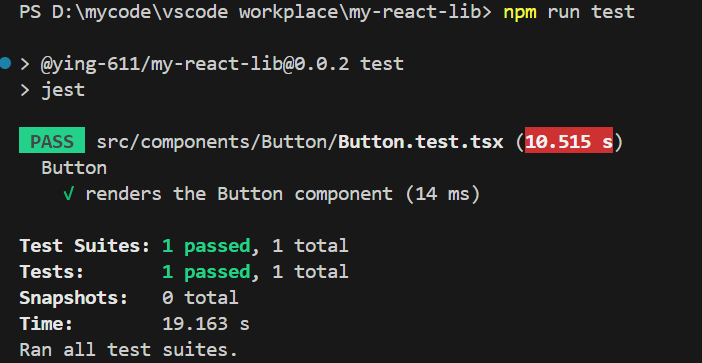 PS D:\mycode\vscode workplace\my-react-lib> npm run test
> @ying-611/my-react-lib@0.0.2 test
> jest
PASS src/components/Button/Button.test.tsx (10.515 s)
Button
√ renders the Button component (14 ms)
Test Suites: 1 passed, 1 total
Tests: 1 passed, 1 total
Snapshots: 0 total
Time: 19.163 s
Ran all test suites.